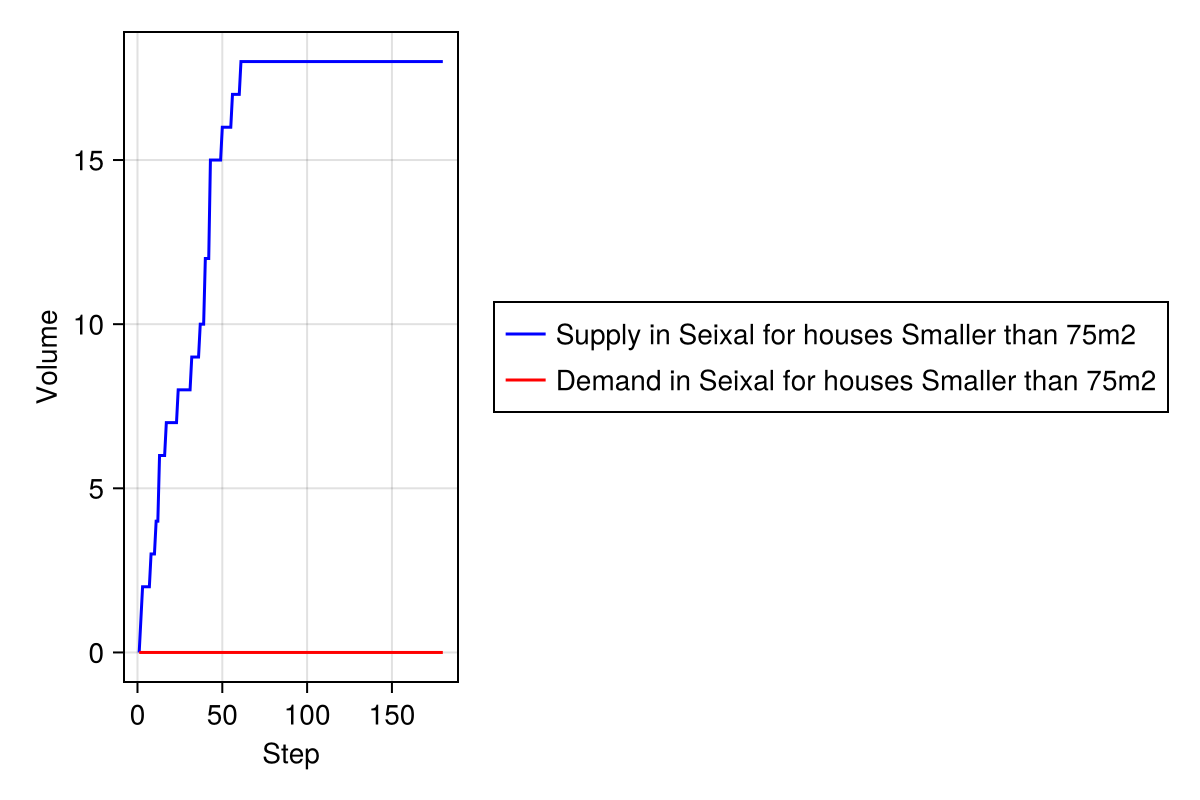 15
10
5
0
Volume
0 50 100 150
Step
Supply in Seixal for houses Smaller than 75m2
Demand in Seixal for houses Smaller than 75m2